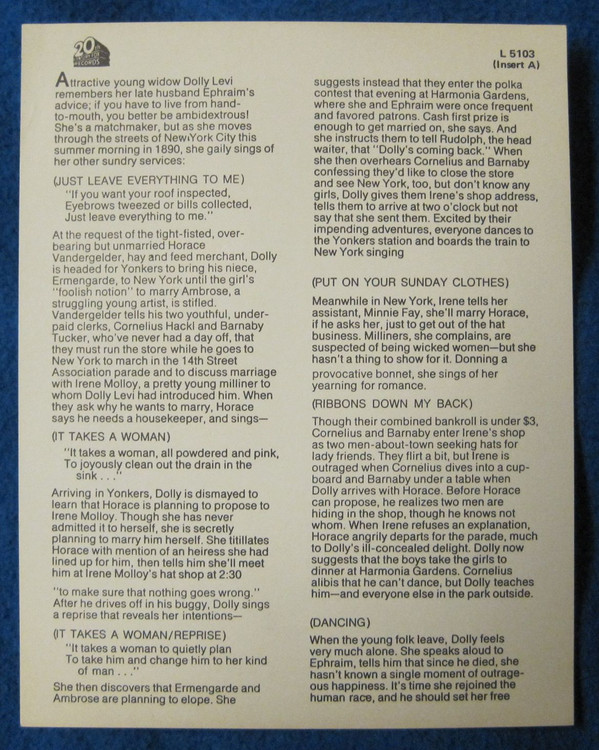 20th
RECORDS
L 5103
(Insert A)
Attractive young widow Dolly Levi
remembers her late husband Ephraim's
advice; if you have to live from hand-
to-mouth, you better be ambidextrous!
She's a matchmaker, but as she moves
through the streets of New York City this
summer morning in 1890, she gaily sings of
her other sundry services:
(JUST LEAVE EVERYTHING TO ME)
"If you want your roof inspected,
Eyebrows tweezed or bills collected,
Just leave everything to me."
At the request of the tight-fisted, over-
bearing but unmarried Horace
Vandergelder, hay and feed merchant, Dolly
is headed for Yonkers to bring his niece,
Ermengarde, to New York until the girl's
"foolish notion" to marry Ambrose, a
struggling young artist, is stifled.
Vandergelder tells his two youthful, under-
paid clerks, Cornelius Hackl and Barnaby
Tucker, who've never had a day off, that
they must run the store while he goes to
New York to march in the 14th Street
Association parade and to discuss marriage
with Irene Molloy, a pretty young milliner to
whom Dolly Levi had introduced him. When
they ask why he wants to marry, Horace
says he needs a housekeeper, and sings—
(IT TAKES A WOMAN)
"It takes a woman, all powdered and pink,
To joyously clean out the drain in the
sink . . ."
Arriving in Yonkers, Dolly is dismayed to
learn that Horace is planning to propose to
Irene Molloy. Though she has never
admitted it to herself, she is secretly
planning to marry him herself. She titillates
Horace with mention of an heiress she had
lined up for him, then tells him she'll meet
him at Irene Molloy's hat shop at 2:30
"to make sure that nothing goes wrong."
After he drives off in his buggy, Dolly sings
a reprise that reveals her intentions—
(IT TAKES A WOMAN/REPRISE)
"It takes a woman to quietly plan
To take him and change him to her kind
of man . . ."
She then discovers that Ermengarde and
Ambrose are planning to elope. She
suggests instead that they enter the polka
contest that evening at Harmonia Gardens,
where she and Ephraim were once frequent
and favored patrons. Cash first prize is
enough to get married on, she says. And
she instructs them to tell Rudolph, the head
waiter, that "Dolly's coming back." When
she then overhears Cornelius and Barnaby
confessing they'd like to close the store
and see New York, too, but don't know any
girls, Dolly gives them Irene's shop address,
tells them to arrive at two o'clock but not
say that she sent them. Excited by their
impending adventures, everyone dances to
the Yonkers station and boards the train to
New York singing
(PUT ON YOUR SUNDAY CLOTHES)
Meanwhile in New York, Irene tells her
assistant, Minnie Fay, she'll marry Horace,
if he asks her, just to get out of the hat
business. Milliners, she complains, are
suspected of being wicked women—but she
hasn't a thing to show for it. Donning a
provocative bonnet, she sings of her
yearning for romance.
(RIBBONS DOWN MY BACK)
Though their combined bankroll is under $3,
Cornelius and Barnaby enter Irene's shop
as two men-about-town seeking hats for
lady friends. They flirt a bit, but Irene is
outraged when Cornelius dives into a cup-
board and Barnaby under a table when
Dolly arrives with Horace. Before Horace
can propose, he realizes two men are
hiding in the shop, though he knows not
whom. When Irene refuses an explanation,
Horace angrily departs for the parade, much
to Dolly's ill-concealed delight. Dolly now
suggests that the boys take the girls to
dinner at Harmonia Gardens. Cornelius
alibis that he can't dance, but Dolly teaches
him—and everyone else in the park outside.
(DANCING)
When the young folk leave, Dolly feels
very much alone. She speaks aloud to
Ephraim, tells him that since he died, she
hasn't known a single moment of outrage-
ous happiness. It's time she rejoined the
human race, and he should set her free